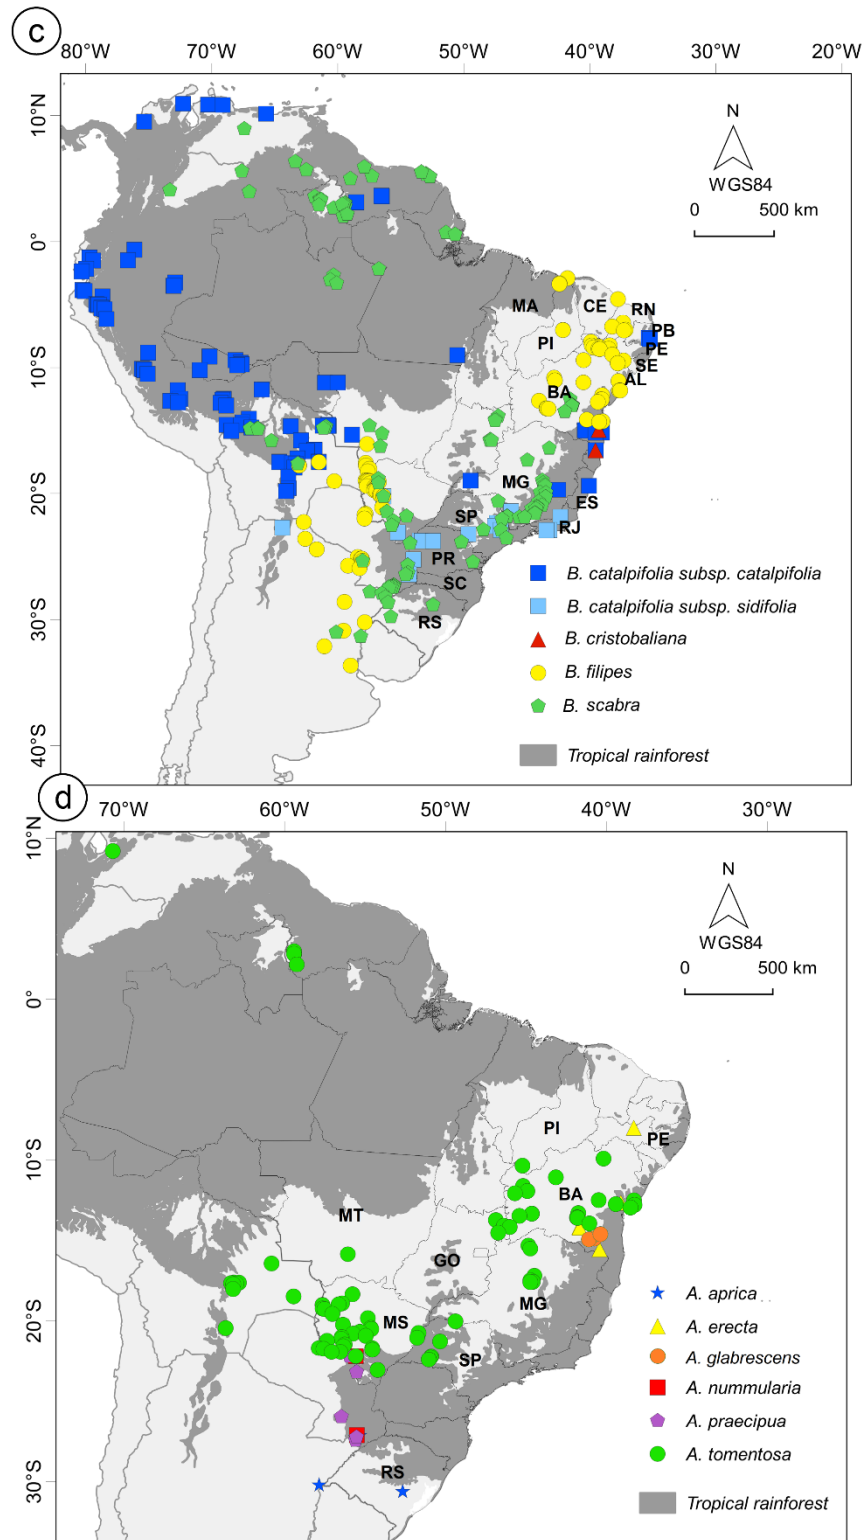 c
80°W 70°W 60°W 50°W 40°W 30°W 20°W
10°N
N
WGS84
0 500 km
0°
MA CE RN
PB
PI PE
10°S
SE
AL
BA
MG
20°S
SP ES
RJ
PR
SC
B. catalpifolia subsp. catalpifolia
B. catalpifolia subsp. sidifolia
30°S
RS
B. cristobaliana
B. filipes
B. scabra
40°S
Tropical rainforest
d
70°W 60°W 50°W 40°W 30°W
10°N
N
WGS84
0 500 km
0°
PI PE
10°S
BA
MT
GO
MG
A. aprica
20°S
MS
A. erecta
SP
A. glabrescens
A. nummularia
A. praecipua
A. tomentosa
30°S
RS
Tropical rainforest